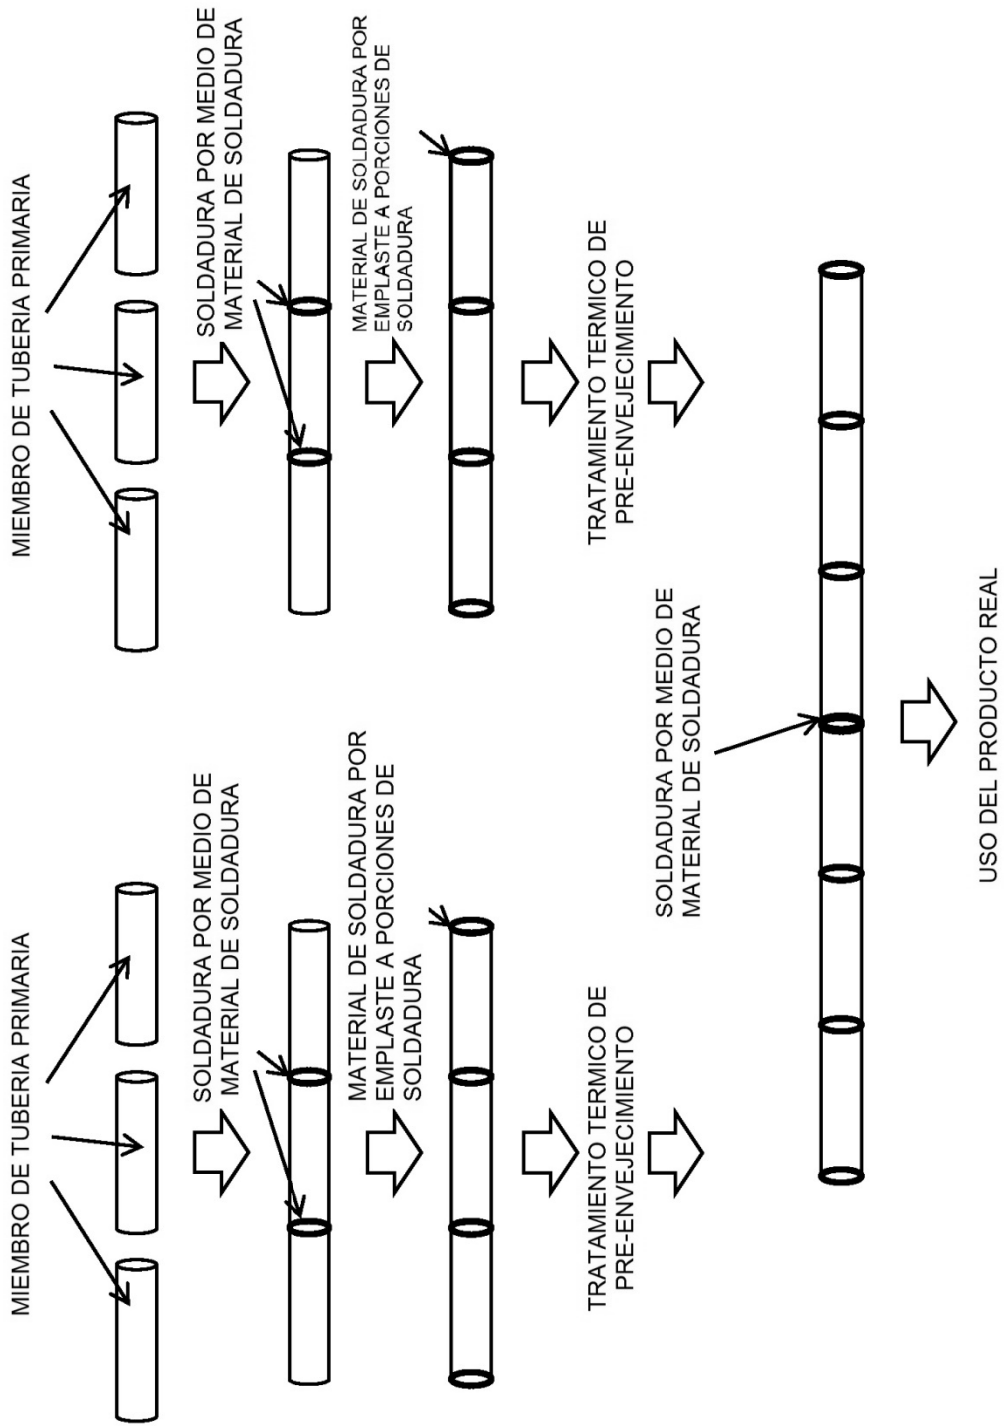 MIEMBRO DE TUBERIA PRIMARIA
MIEMBRO DE TUBERIA PRIMARIA
SOLDADURA POR MEDIO DE
MATERIAL DE SOLDADURA
SOLDADURA POR MEDIO DE
MATERIAL DE SOLDADURA
MATERIAL DE SOLDADURA POR
EMPLASTE A PORCIONES DE
SOLDADURA
MATERIAL DE SOLDADURA POR
EMPLASTE A PORCIONES DE
SOLDADURA
TRATAMIENTO TERMICO DE
PRE-ENVEJECIMIENTO
TRATAMIENTO TERMICO DE
PRE-ENVEJECIMIENTO
SOLDADURA POR MEDIO DE
MATERIAL DE SOLDADURA
USO DEL PRODUCTO REAL